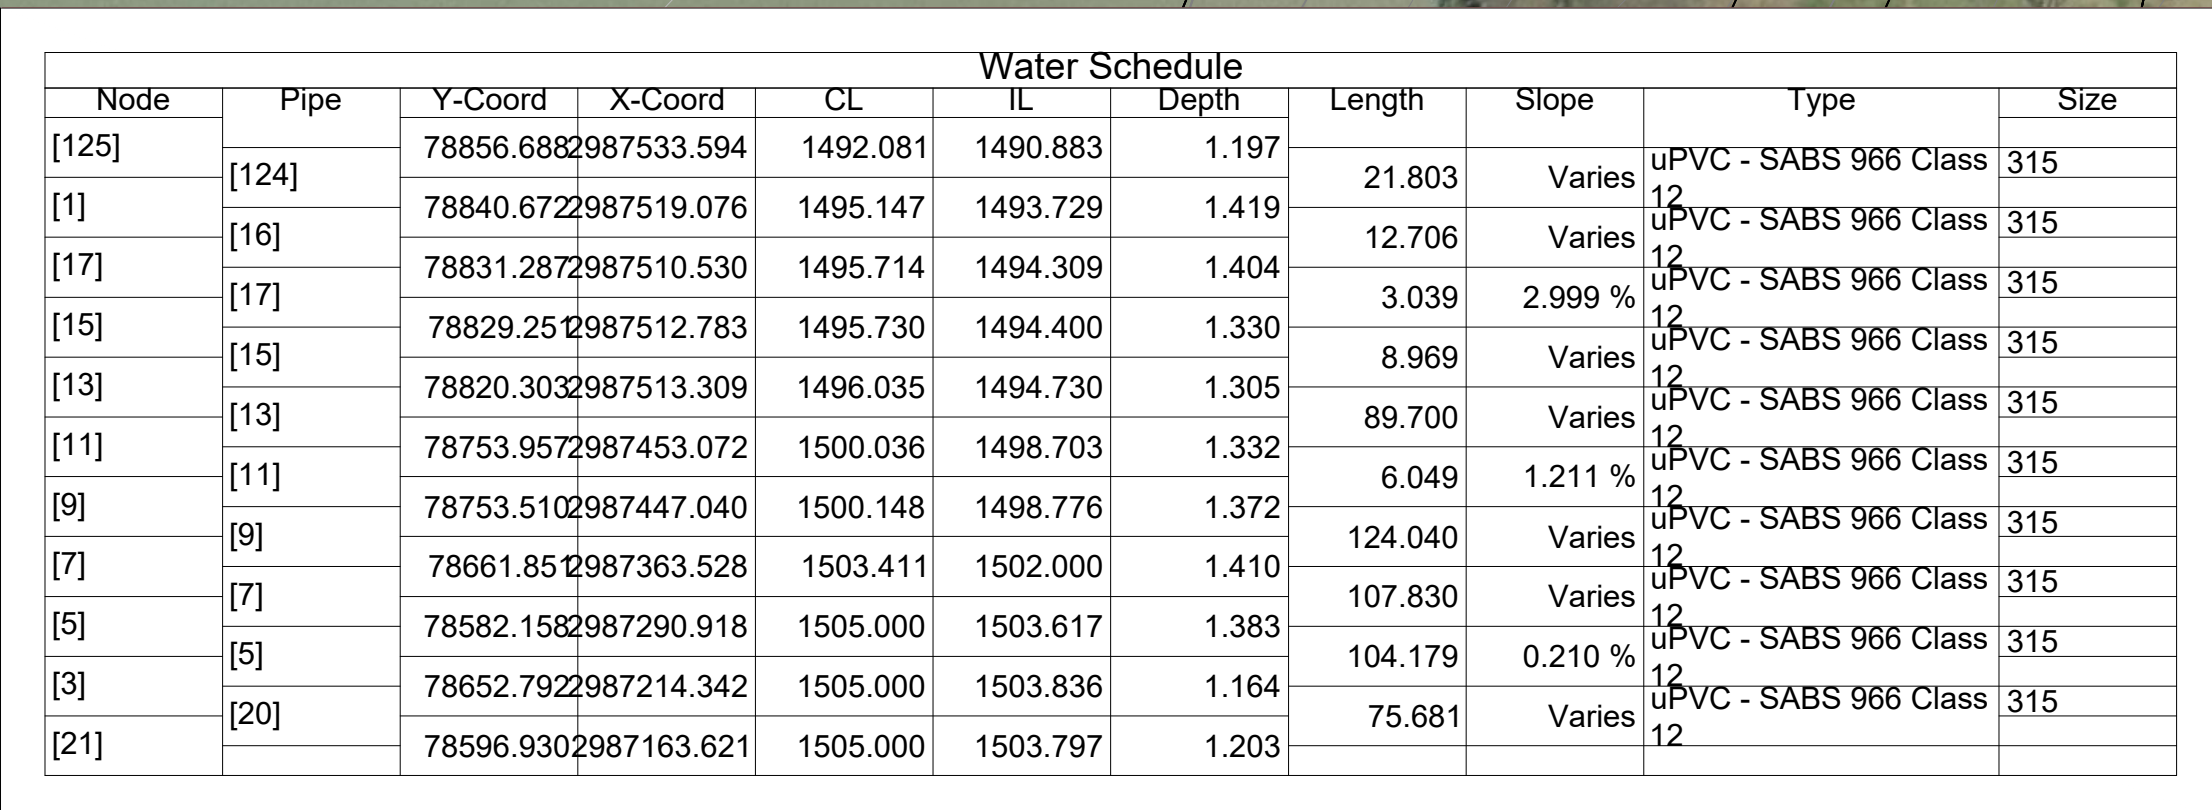 Water Schedule
Node Pipe Y-Coord X-Coord CL IL Depth Length Slope Type Size
[125] 78856.688 2987533.594 1492.081 1490.883 1.197
[124] 21.803 Varies uPVC - SABS 966 Class 315
12
[1] 78840.672 2987519.076 1495.147 1493.729 1.419
[16] 12.706 Varies uPVC - SABS 966 Class 315
12
[17] 78831.287 2987510.530 1495.714 1494.309 1.404
[17] 3.039 2.999 % uPVC - SABS 966 Class 315
12
[15] 78829.251 2987512.783 1495.730 1494.400 1.330
[15] 8.969 Varies uPVC - SABS 966 Class 315
12
[13] 78820.303 2987513.309 1496.035 1494.730 1.305
[13] 89.700 Varies uPVC - SABS 966 Class 315
12
[11] 78753.957 2987453.072 1500.036 1498.703 1.332
[11] 6.049 1.211 % uPVC - SABS 966 Class 315
12
[9] 78753.510 2987447.040 1500.148 1498.776 1.372
[9] 124.040 Varies uPVC - SABS 966 Class 315
12
[7] 78661.851 2987363.528 1503.411 1502.000 1.410
[7] 107.830 Varies uPVC - SABS 966 Class 315
12
[5] 78582.158 2987290.918 1505.000 1503.617 1.383
[5] 104.179 0.210 % uPVC - SABS 966 Class 315
12
[3] 78652.792 2987214.342 1505.000 1503.836 1.164
[20] 75.681 Varies uPVC - SABS 966 Class 315
12
[21] 78596.930 2987163.621 1505.000 1503.797 1.203